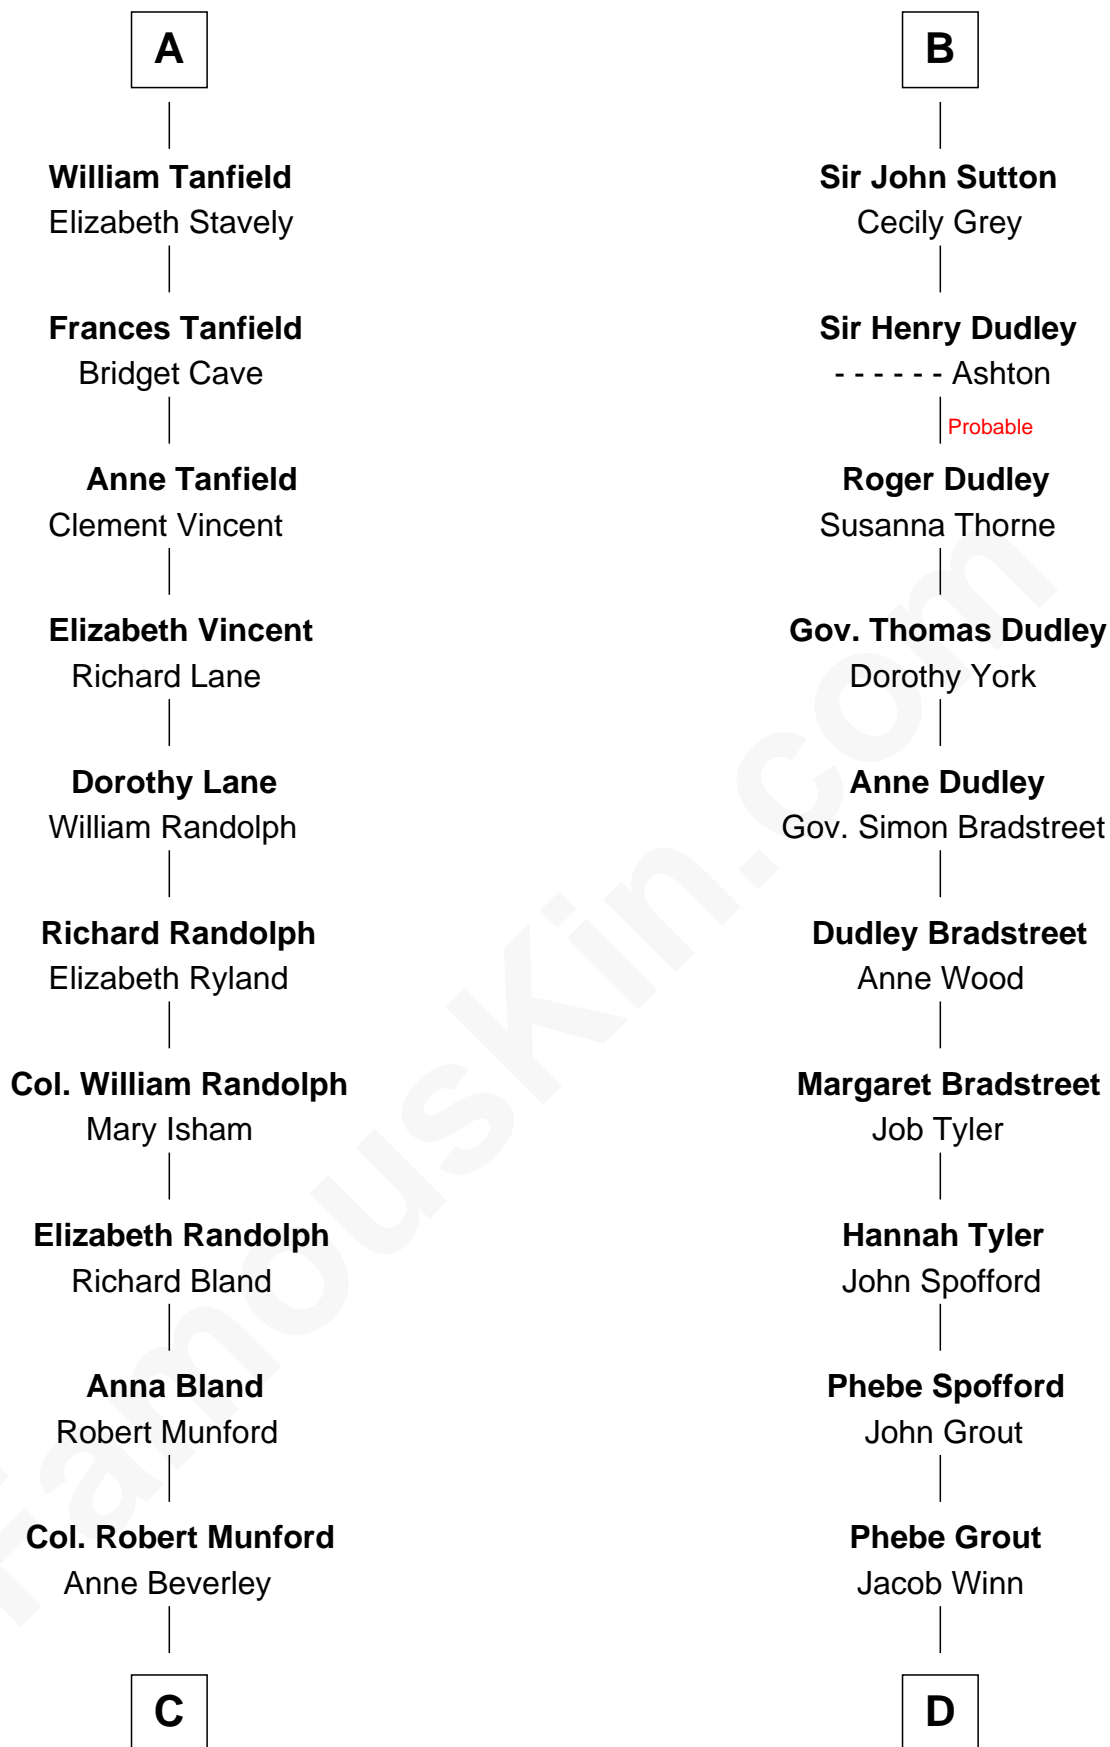 A
William Tanfield
Elizabeth Stavely
Frances Tanfield
Bridget Cave
Anne Tanfield
Clement Vincent
Elizabeth Vincent
Richard Lane
Dorothy Lane
William Randolph
Richard Randolph
Elizabeth Ryland
Col. William Randolph
Mary Isham
Elizabeth Randolph
Richard Bland
Anna Bland
Robert Munford
Col. Robert Munford
Anne Beverley
C
B
Sir John Sutton
Cecily Grey
Sir Henry Dudley
- - - - - - Ashton
Probable
Roger Dudley
Susanna Thorne
Gov. Thomas Dudley
Dorothy York
Anne Dudley
Gov. Simon Bradstreet
Dudley Bradstreet
Anne Wood
Margaret Bradstreet
Job Tyler
Hannah Tyler
John Spofford
Phebe Spofford
John Grout
Phebe Grout
Jacob Winn
D
FamousKin.com